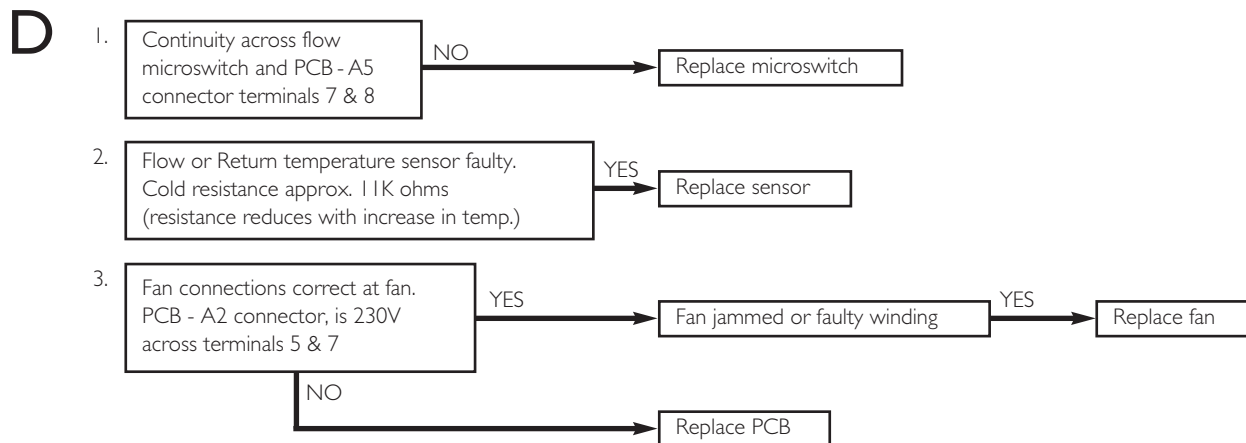 D
1.
Continuity across flow
microswitch and PCB - A5
connector terminals 7 & 8
NO
Replace microswitch
2.
Flow or Return temperature sensor faulty.
Cold resistance approx. 11K ohms
(resistance reduces with increase in temp.)
YES
Replace sensor
3.
Fan connections correct at fan.
PCB - A2 connector, is 230V
across terminals 5 & 7
YES
Fan jammed or faulty winding
YES
Replace fan
NO
Replace PCB